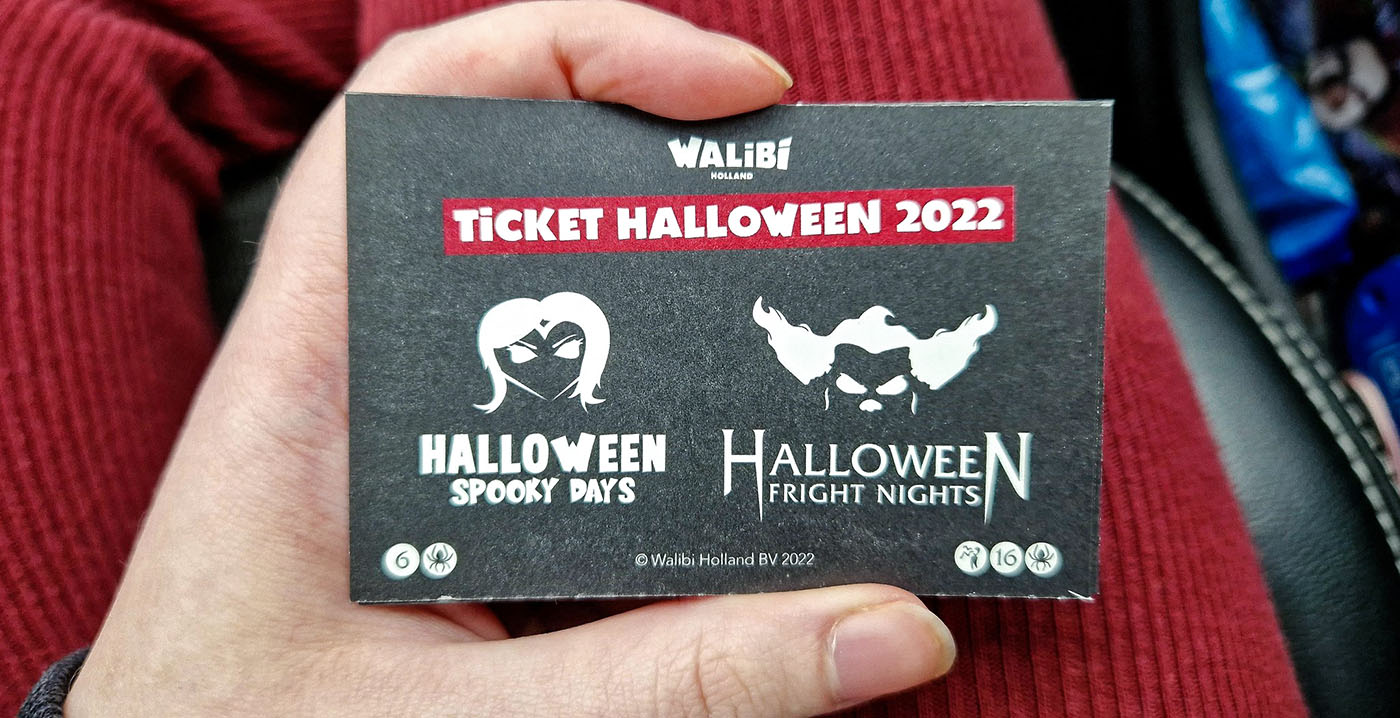 WALiBi
HOLLAND
TiCKET HALLOWEEN 2022
HALLOWEEN
SPOOKY DAYS
HALLOWEEN
FRIGHT NIGHTS
6
© Walibi Holland BV 2022
16